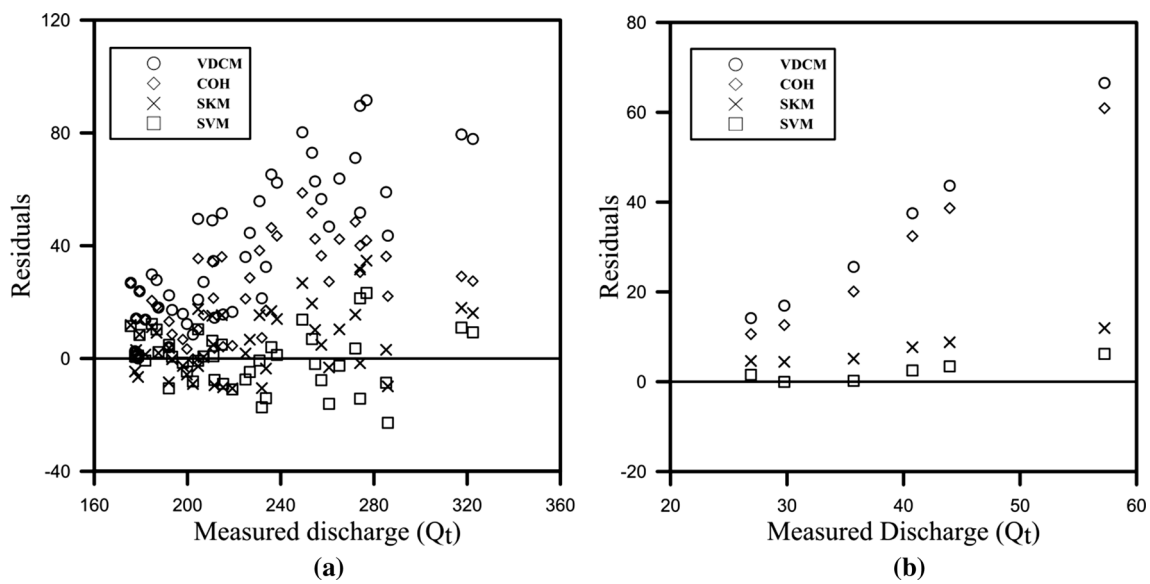 120
80
40
0
-40
Residuals
VDCM
COH
SKM
SVM
160
200
240
280
320
360
Measured discharge (Qt)
(a)
80
60
40
20
0
-20
Residuals
VDCM
COH
SKM
SVM
20
30
40
50
60
Measured Discharge (Qt)
(b)